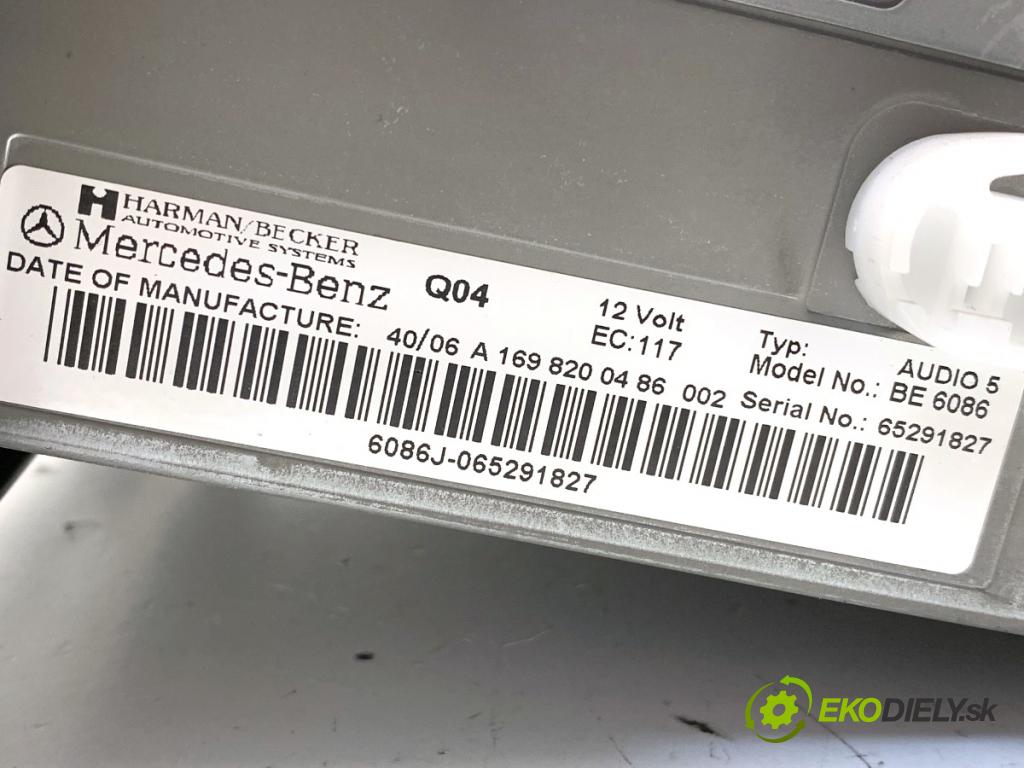 HARMAN/BECKER
AUTOMOTIVE SYSTEMS
Mercedes-Benz Q04 12 Volt Typ: AUDIO 5
EC:117 Model No.: BE 6086
DATE OF MANUFACTURE: 40/06 A 169 820 04 86 002 Serial No.: 65291827
6086J-065291827
EKODIELY.sk